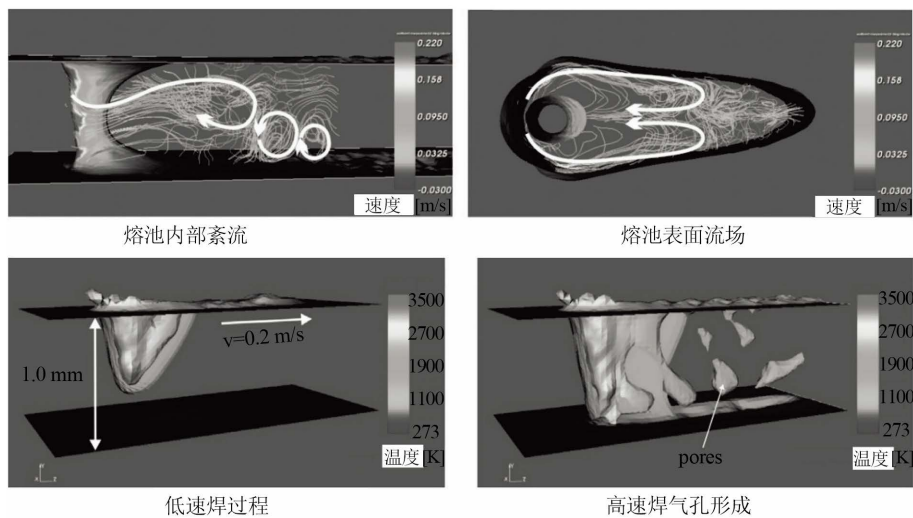 0.220
0.158
0.0950
0.0325
-0.0300
速度 [m/s]
熔池内部紊流
0.220
0.158
0.0950
0.0325
-0.0300
速度 [m/s]
熔池表面流场
1.0 mm
v=0.2 m/s
3500
2700
1900
1100
273
温度 [K]
低速焊过程
pores
3500
2700
1900
1100
273
温度 [K]
高速焊气孔形成